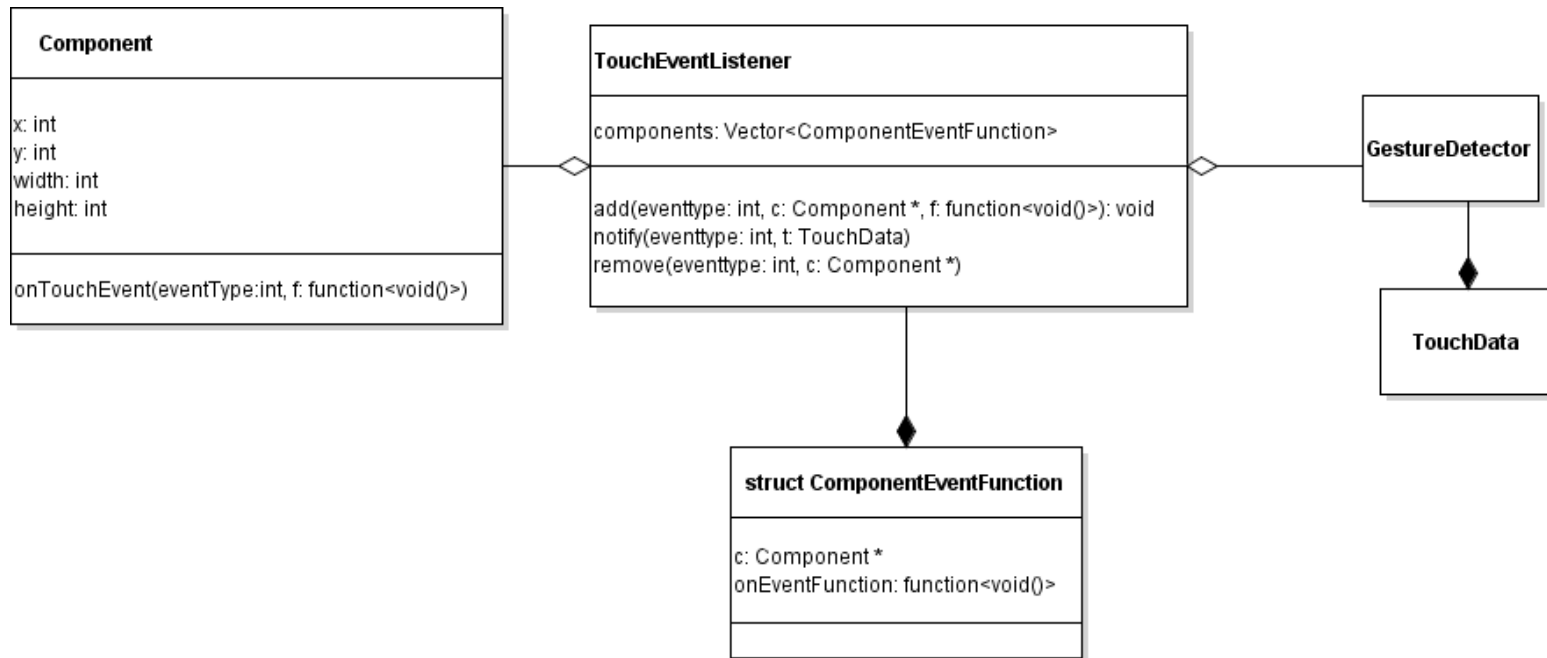 Component
x: int
y: int
width: int
height: int
onTouchEvent(eventType:int, f: function<void()>)
TouchEventListener
components: Vector<ComponentEventFunction>
add(eventtype: int, c: Component *, f: function<void()>): void
notify(eventtype: int, t: TouchData)
remove(eventtype: int, c: Component *)
GestureDetector
TouchData
struct ComponentEventFunction
c: Component *
onEventFunction: function<void()>